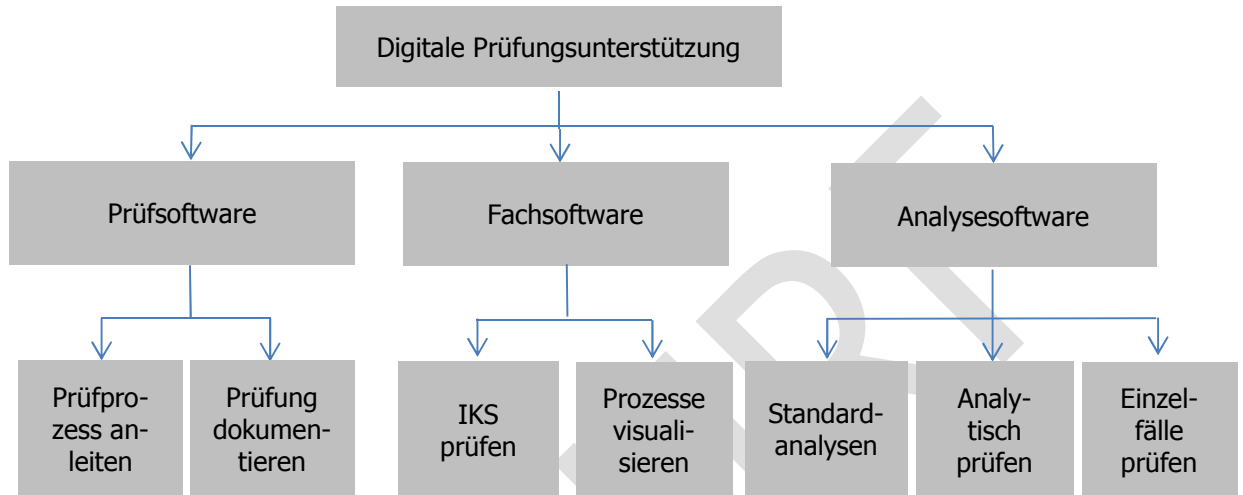 Digitale Prüfungsunterstützung
Prüfsoftware
Fachsoftware
Analysesoftware
Prüfpro-
zess an-
leiten
Prüfung
dokumen-
tieren
IKS
prüfen
Prozesse
visuali-
sieren
Standard-
analysen
Analy-
tisch
prüfen
Einzel-
fälle
prüfen